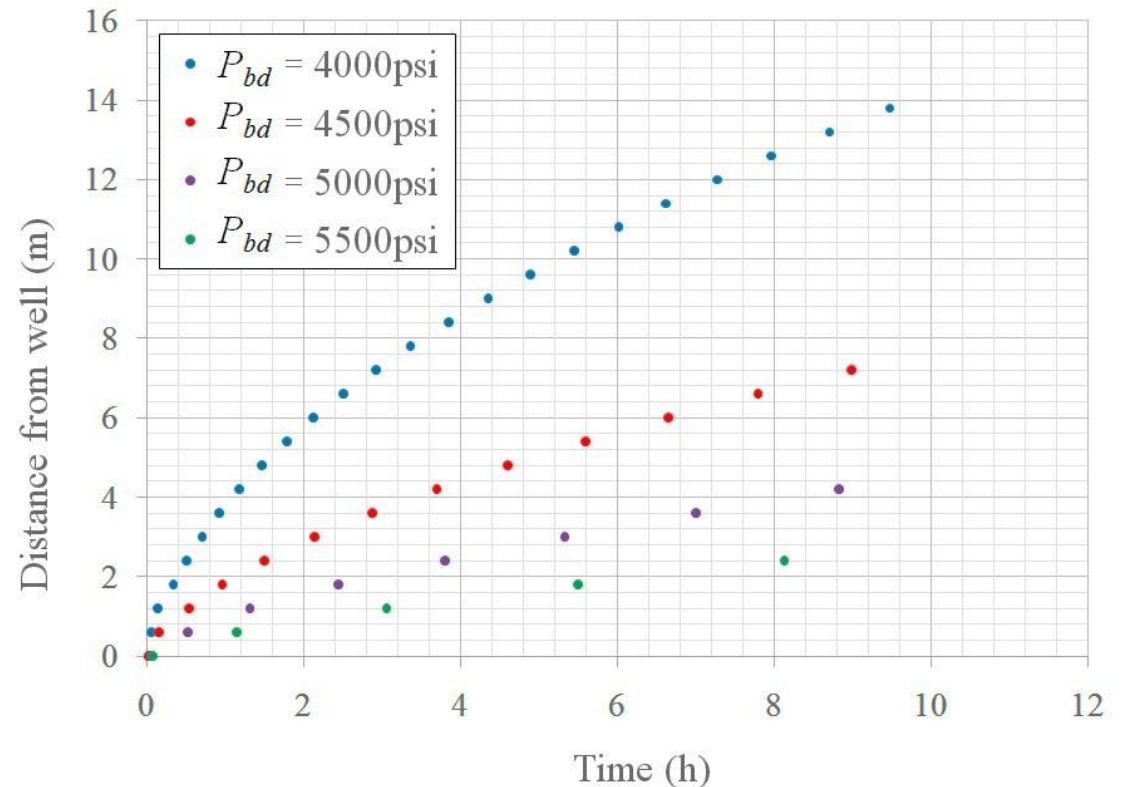 16
14
12
10
8
6
4
2
0
P_bd = 4000psi
P_bd = 4500psi
P_bd = 5000psi
P_bd = 5500psi
Distance from well (m)
0 2 4 6 8 10 12
Time (h)